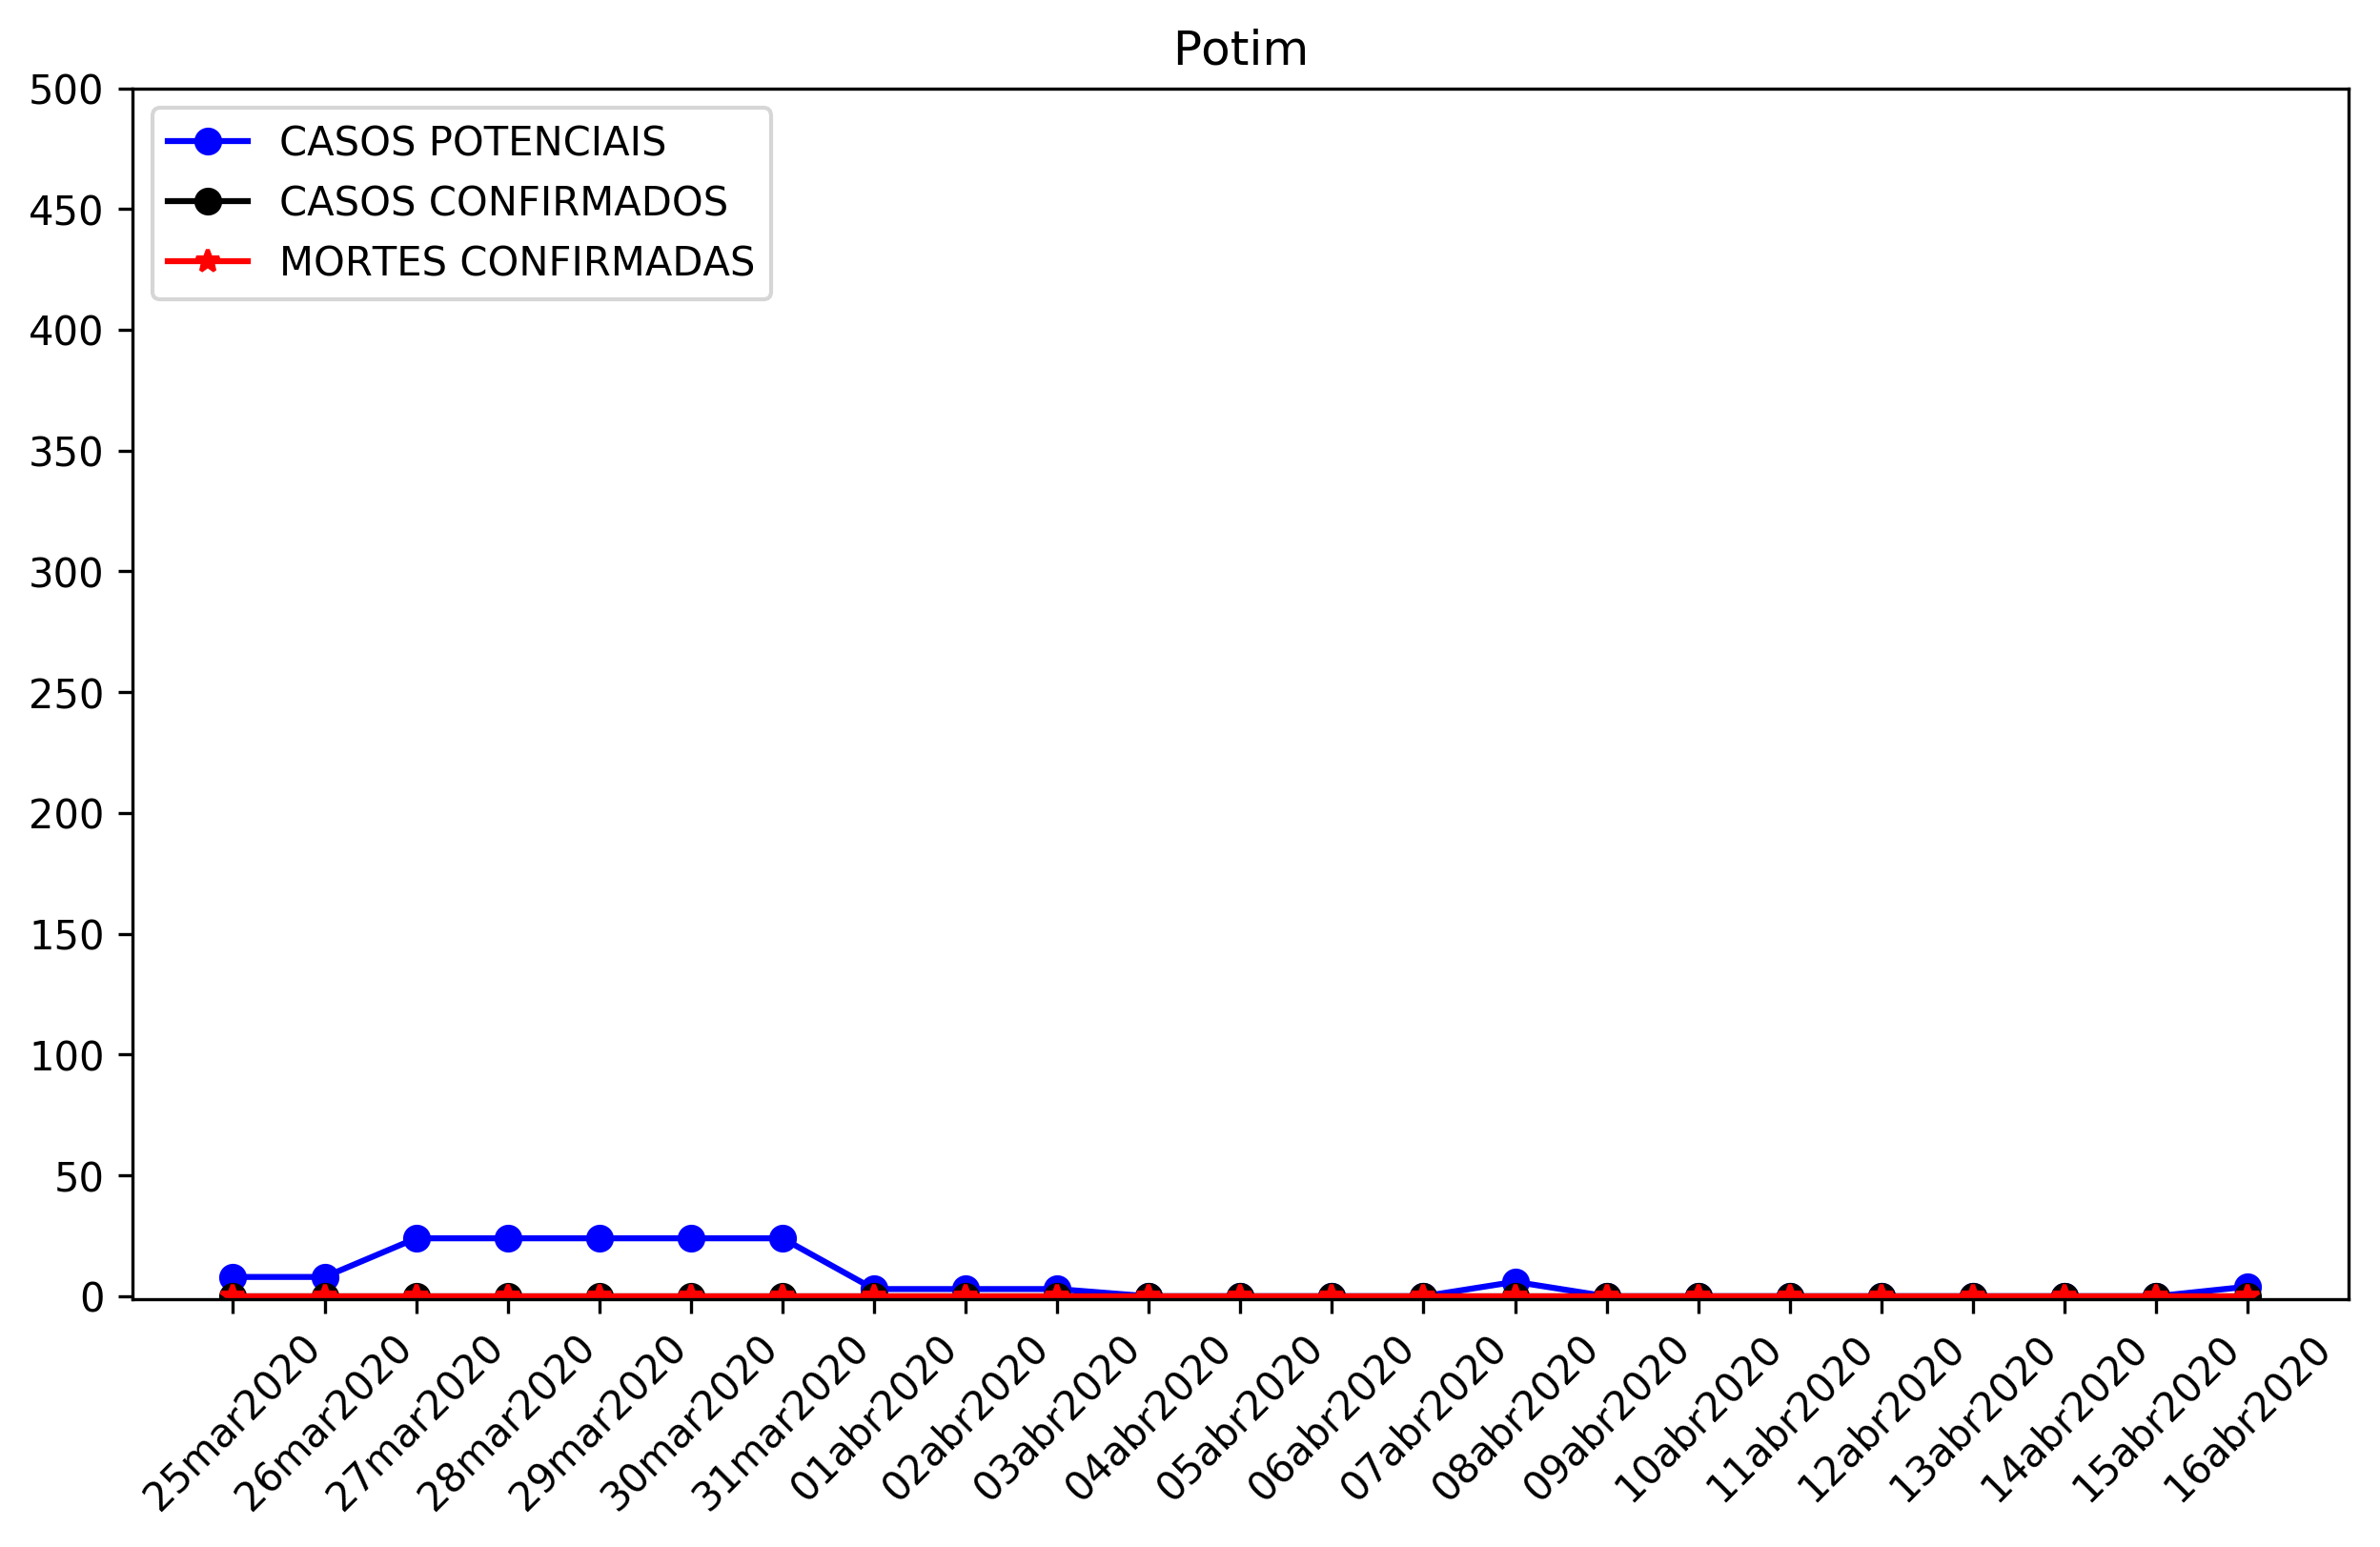 Potim
500
450
400
350
300
250
200
150
100
50
0
CASOS POTENCIAIS
CASOS CONFIRMADOS
MORTES CONFIRMADAS
25mar2020
26mar2020
27mar2020
28mar2020
29mar2020
30mar2020
31mar2020
01abr2020
02abr2020
03abr2020
04abr2020
05abr2020
06abr2020
07abr2020
08abr2020
09abr2020
10abr2020
11abr2020
12abr2020
13abr2020
14abr2020
15abr2020
16abr2020